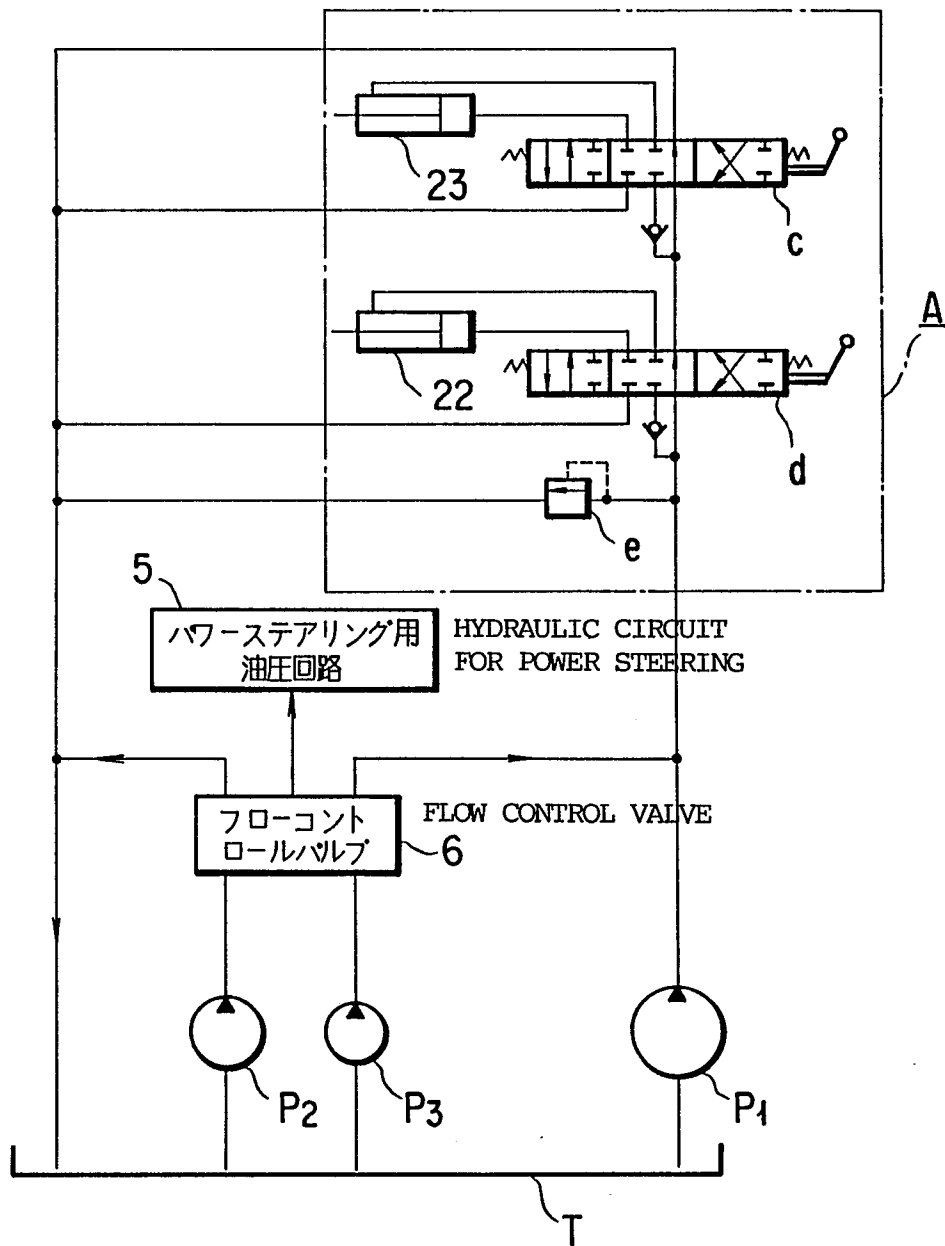 23
c
A
22
d
e
5
パワーステアリング用
油圧回路
HYDRAULIC CIRCUIT
FOR POWER STEERING
フローコント
ロールバルブ
FLOW CONTROL VALVE
6
P2
P3
P1
T